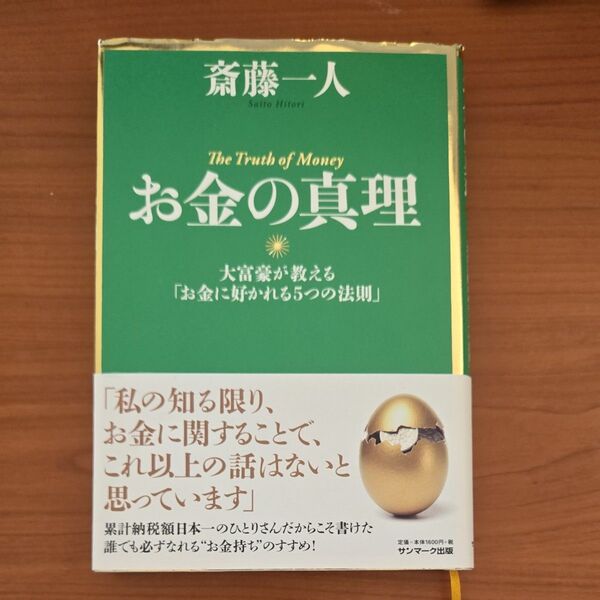 斎藤一人
Saito Hitori
The Truth of Money
お金の真理
大富豪が教える
「お金に好かれる5つの法則」
「私の知る限り、
お金に関することで、
これ以上の話はないと
思っています」
累計納税額日本一のひとりさんだからこそ書けた
誰でも必ずなれる“お金持ち”のすすめ!
定価=本体1600円+税
サンマーク出版